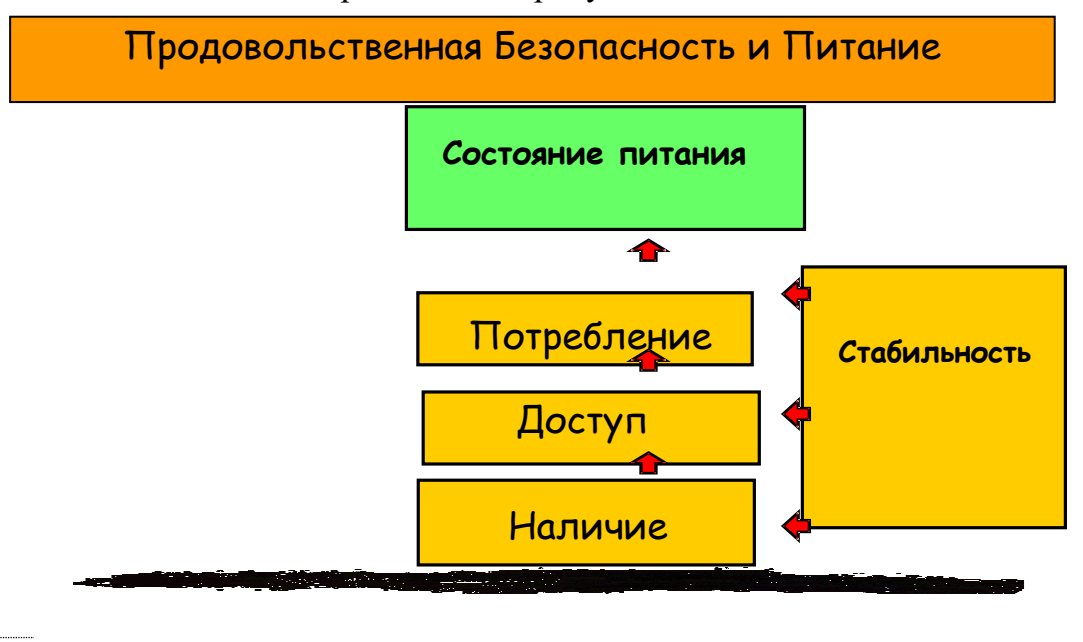 Продовольственная Безопасность и Питание
Состояние питания
Потребление
Стабильность
Доступ
Наличие